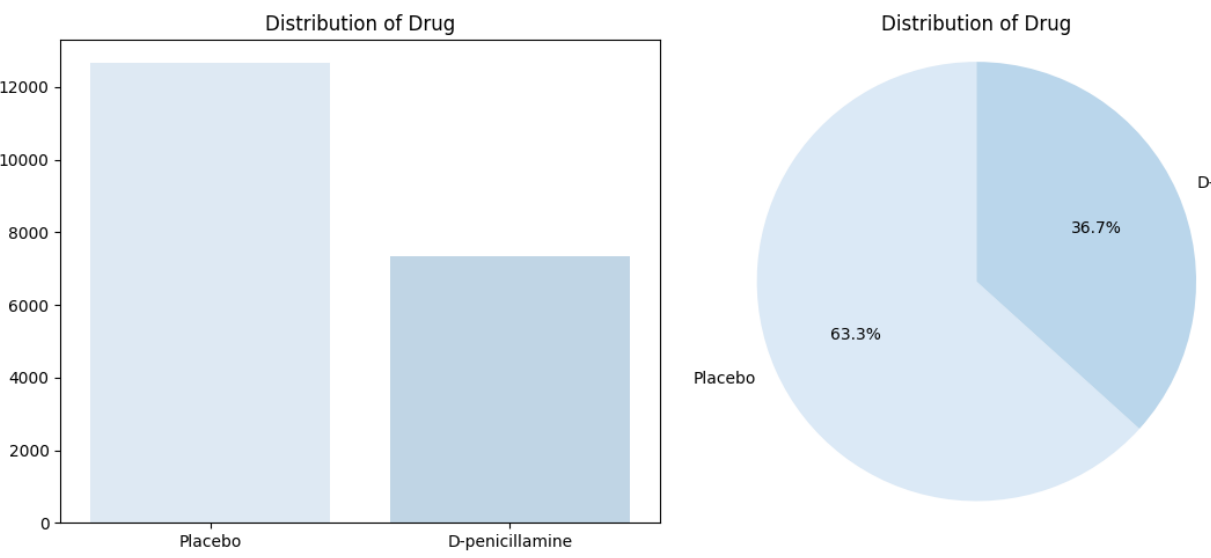 Distribution of Drug
12000
10000
8000
6000
4000
2000
0
Placebo
D-penicillamine
Distribution of Drug
D-
36.7%
63.3%
Placebo